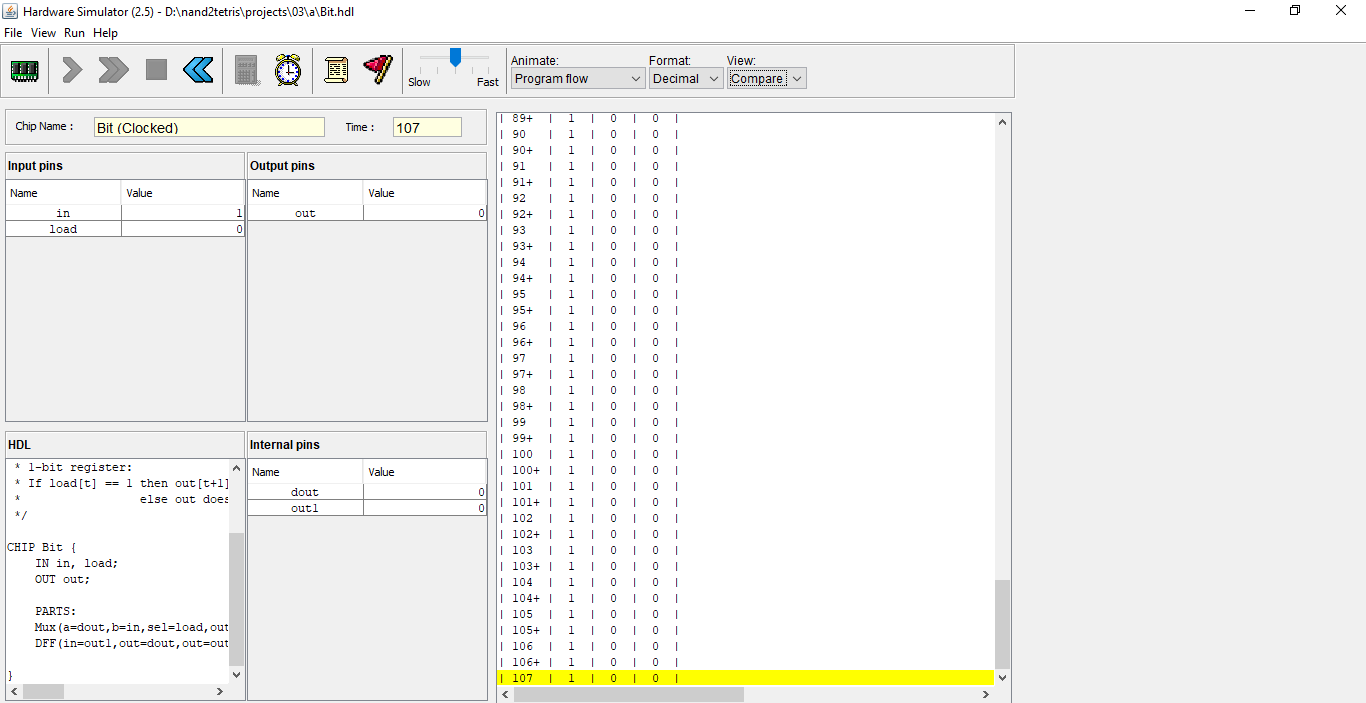 Hardware Simulator (2.5) - D:\nand2tetris\projects\03\a\Bit.hdl
File View Run Help
Slow Fast
Animate: Format: View:
Program flow Decimal Compare
Chip Name : Bit (Clocked) Time : 107
Input pins
Name Value
in 1
load 0
Output pins
Name Value
out 0
HDL
* 1-bit register:
* If load[t] == 1 then out[t+1]
* else out does
*/
CHIP Bit {
IN in, load;
OUT out;
PARTS:
Mux(a=dout,b=in,sel=load,out
DFF(in=out1,out=dout,out=out
}
Internal pins
Name Value
dout 0
out1 0
| 89+ | 1 | 0 | 0 |
| 90 | 1 | 0 | 0 |
| 90+ | 1 | 0 | 0 |
| 91 | 1 | 0 | 0 |
| 91+ | 1 | 0 | 0 |
| 92 | 1 | 0 | 0 |
| 92+ | 1 | 0 | 0 |
| 93 | 1 | 0 | 0 |
| 93+ | 1 | 0 | 0 |
| 94 | 1 | 0 | 0 |
| 94+ | 1 | 0 | 0 |
| 95 | 1 | 0 | 0 |
| 95+ | 1 | 0 | 0 |
| 96 | 1 | 0 | 0 |
| 96+ | 1 | 0 | 0 |
| 97 | 1 | 0 | 0 |
| 97+ | 1 | 0 | 0 |
| 98 | 1 | 0 | 0 |
| 98+ | 1 | 0 | 0 |
| 99 | 1 | 0 | 0 |
| 99+ | 1 | 0 | 0 |
| 100 | 1 | 0 | 0 |
| 100+ | 1 | 0 | 0 |
| 101 | 1 | 0 | 0 |
| 101+ | 1 | 0 | 0 |
| 102 | 1 | 0 | 0 |
| 102+ | 1 | 0 | 0 |
| 103 | 1 | 0 | 0 |
| 103+ | 1 | 0 | 0 |
| 104 | 1 | 0 | 0 |
| 104+ | 1 | 0 | 0 |
| 105 | 1 | 0 | 0 |
| 105+ | 1 | 0 | 0 |
| 106 | 1 | 0 | 0 |
| 106+ | 1 | 0 | 0 |
| 107 | 1 | 0 | 0 |